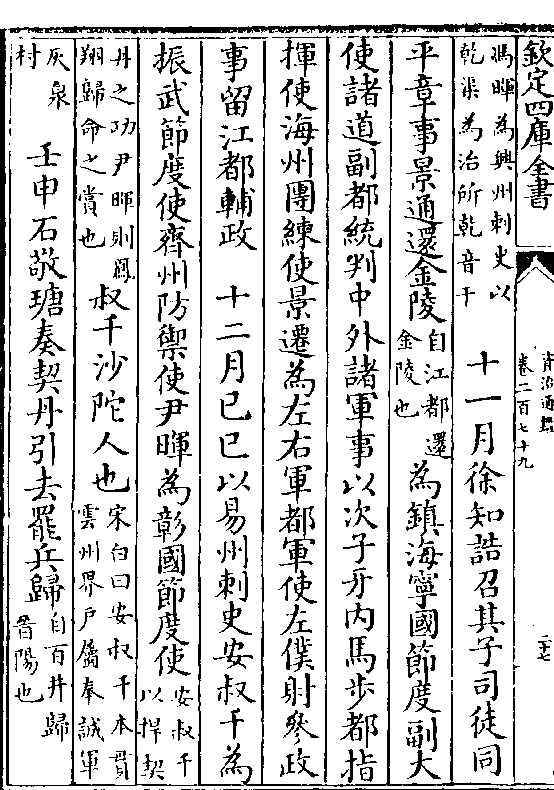 欽定四庫全書
資治通鑑
卷二百七十九
二十七
馮暉為興州刺史以
乾渠為治所乾音干
十一月徐知誥召其子司徒同
平章事景通還金陵
自江都還
金陵也
為鎮海寧國節度副大
使諸道副都統判中外諸軍事以次子牙内馬步都指
揮使海州團練使景遷為左右軍都軍使左僕射參政
事留江都輔政 十二月己巳以易州刺史安叔千為
振武節度使齊州防禦使尹暉為彰國節度使
安叔千
以捍契
丹之功尹暉則鳳
翔歸命之賞也
叔千沙陀人也
宋白曰安叔千本貫
雲州界戶屬奉誠軍
灰泉
村
壬申石敬瑭奏契丹引去罷兵歸
自百井歸
晉陽也